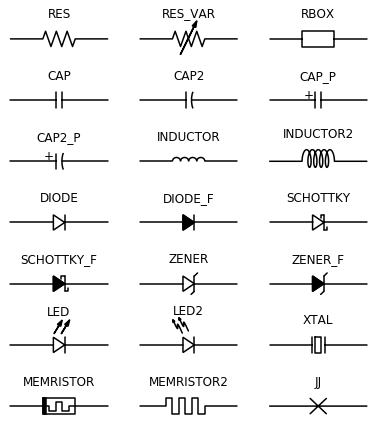 RES RES_VAR RBOX
CAP CAP2 CAP_P
+
CAP2_P INDUCTOR INDUCTOR2
+
DIODE DIODE_F SCHOTTKY
SCHOTTKY_F ZENER ZENER_F
LED LED2 XTAL
MEMRISTOR MEMRISTOR2 JJ